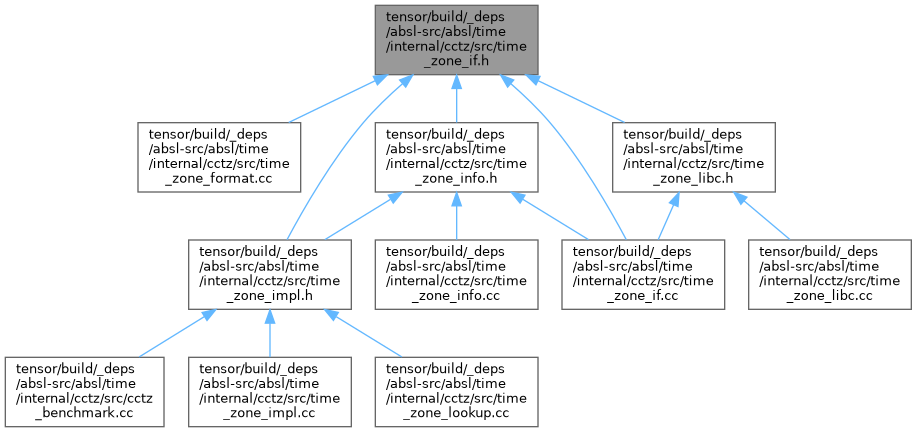 tensor/build/_deps
/absl-src/absl/time
/internal/cctz/src/time
_zone_if.h
tensor/build/_deps
/absl-src/absl/time
/internal/cctz/src/time
_zone_format.cc
tensor/build/_deps
/absl-src/absl/time
/internal/cctz/src/time
_zone_info.h
tensor/build/_deps
/absl-src/absl/time
/internal/cctz/src/time
_zone_libc.h
tensor/build/_deps
/absl-src/absl/time
/internal/cctz/src/time
_zone_impl.h
tensor/build/_deps
/absl-src/absl/time
/internal/cctz/src/time
_zone_info.cc
tensor/build/_deps
/absl-src/absl/time
/internal/cctz/src/time
_zone_if.cc
tensor/build/_deps
/absl-src/absl/time
/internal/cctz/src/time
_zone_libc.cc
tensor/build/_deps
/absl-src/absl/time
/internal/cctz/src/cctz
_benchmark.cc
tensor/build/_deps
/absl-src/absl/time
/internal/cctz/src/time
_zone_impl.cc
tensor/build/_deps
/absl-src/absl/time
/internal/cctz/src/time
_zone_lookup.cc